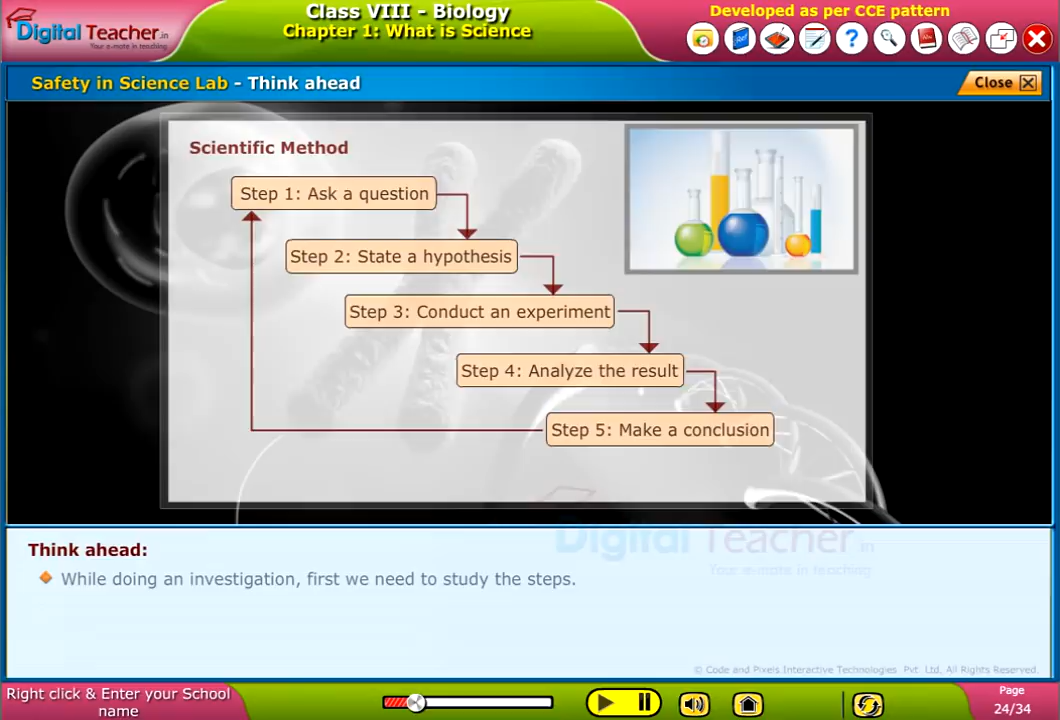 Digital Teacher.in
Your e-mate in teaching
Class VIII - Biology
Chapter 1: What is Science
Developed as per CCE pattern
Safety in Science Lab - Think ahead
Close
Scientific Method
Step 1: Ask a question
Step 2: State a hypothesis
Step 3: Conduct an experiment
Step 4: Analyze the result
Step 5: Make a conclusion
Think ahead:
While doing an investigation, first we need to study the steps.
Digital Teacher.in
Your e-mate in teaching
© Code and Pixels Interactive Technologies Pvt. Ltd, All Rights Reserved.
Right click & Enter your School
name
Page
24/34